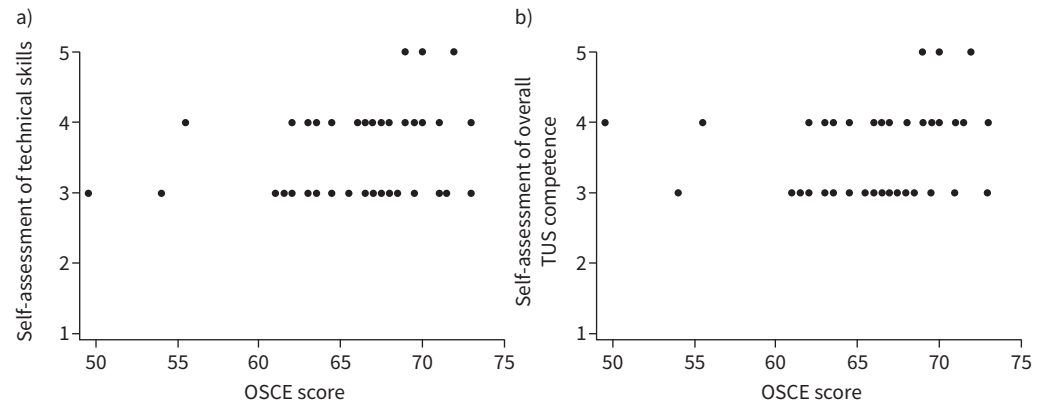 a)
Self-assessment of technical skills
5
4
3
2
1
50 55 60 65 70 75
OSCE score
b)
Self-assessment of overall
TUS competence
5
4
3
2
1
50 55 60 65 70 75
OSCE score